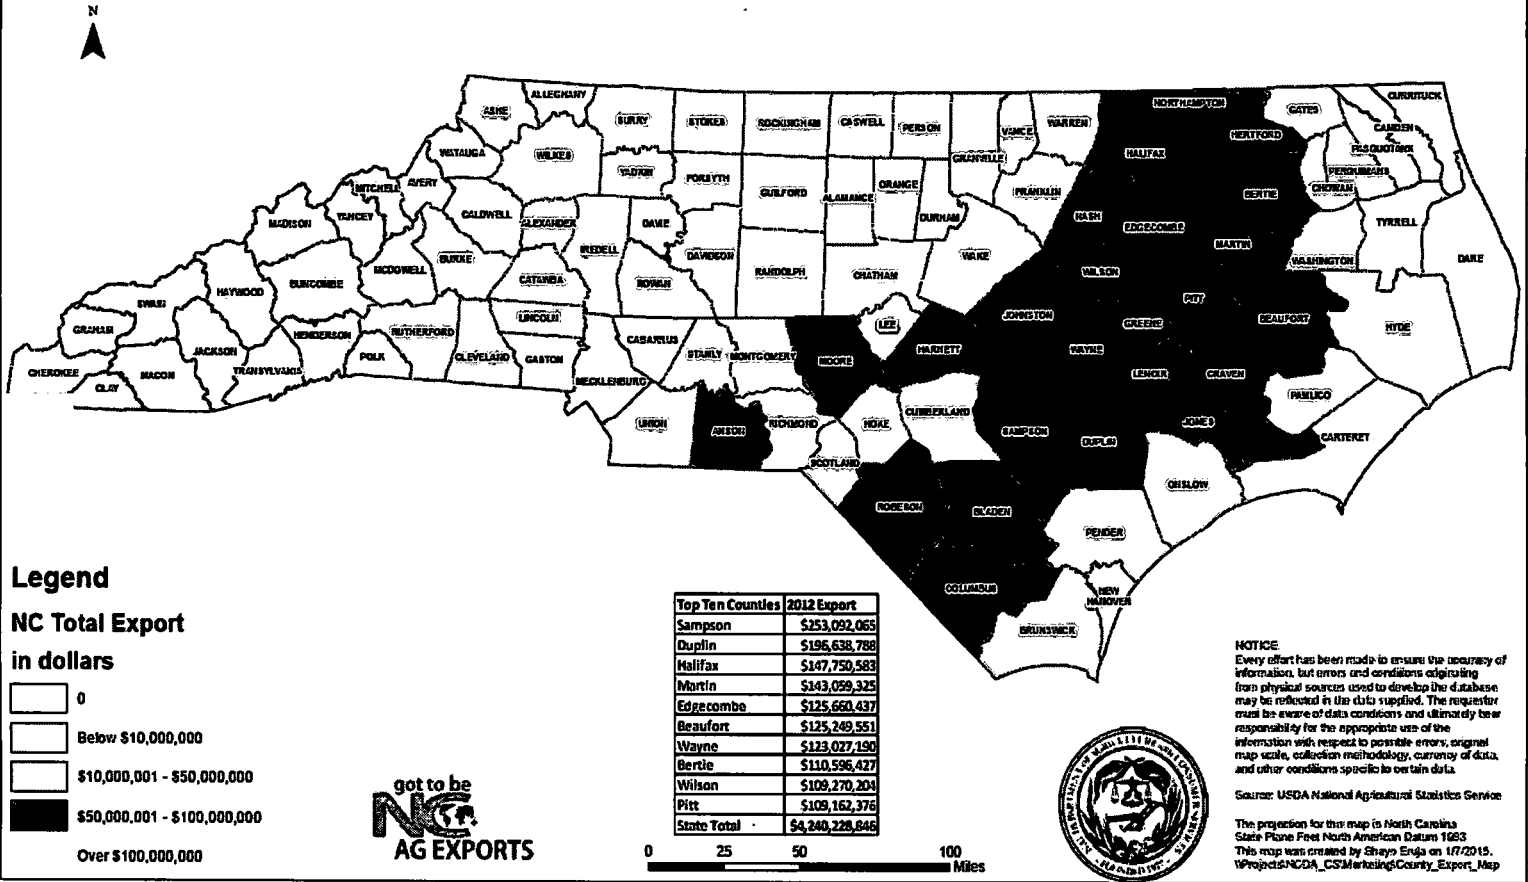 N
ALLEGHANY
ASHE
SURRY
STOKES
ROCKINGHAM
CASWELL
PERSON
VANCE
WARREN
NORTHAMPTON
GATES
CURRITUCK
CAMDEN
PASQUOTANK
PERQUIMANS
CHOWAN
HERTFORD
HALIFAX
GRANVILLE
WATAUGA
WILKES
YADKIN
FORSYTH
GUILFORD
ALAMANCE
ORANGE
DURHAM
FRANKLIN
NASH
BERTIE
MITCHELL
AVERY
MADISON
YANCEY
CALDWELL
ALEXANDER
DAVIE
IREDELL
EDGECOMBE
MARTIN
TYRRELL
WASHINGTON
DARE
MCDOWELL
BURKE
CATAWBA
ROWAN
DAVIDSON
RANDOLPH
CHATHAM
WAKE
WILSON
PITT
BEAUFORT
HYDE
SWAIN
HAYWOOD
BUNCOMBE
LINCOLN
GRAHAM
HENDERSON
RUTHERFORD
CABARRUS
LEE
JOHNSTON
GREENE
CHEROKEE
CLAY
MACON
JACKSON
TRANSYLVANIA
POLK
CLEVELAND
GASTON
MECKLENBURG
STANLY
MONTGOMERY
MOORE
HARNETT
WAYNE
LENOIR
CRAVEN
PAMLICO
UNION
ANSON
RICHMOND
HOKE
CUMBERLAND
SAMPSON
DUPLIN
JONES
CARTERET
SCOTLAND
ROBESON
BLADEN
ONSLOW
PENDER
COLUMBUS
NEW
HANOVER
BRUNSWICK
Legend
NC Total Export
in dollars
0
Below $10,000,000
$10,000,001 - $50,000,000
$50,000,001 - $100,000,000
Over $100,000,000
got to be
NC
AG EXPORTS
Top Ten Counties 2012 Export
Sampson $253,092,065
Duplin $196,638,788
Halifax $147,750,583
Martin $143,059,325
Edgecombe $125,660,437
Beaufort $125,249,551
Wayne $123,027,190
Bertie $110,596,427
Wilson $109,270,204
Pitt $109,162,376
State Total $4,240,228,846
0 25 50 100
Miles
NOTICE
Every effort has been made to ensure the accuracy of
information, but errors and conditions originating
from physical sources used to develop the database
may be reflected in the data supplied. The requester
must be aware of data conditions and ultimately bear
responsibility for the appropriate use of the
information with respect to possible errors, original
map scale, collection methodology, currency of data,
and other conditions specific to certain data.
Source: USDA National Agricultural Statistics Service
The projection for this map is North Carolina
State Plane Feet North American Datum 1983
This map was created by Shayo Eruja on 1/7/2015.
\\Projects\NCDA_CS\Marketing\County_Export_Map